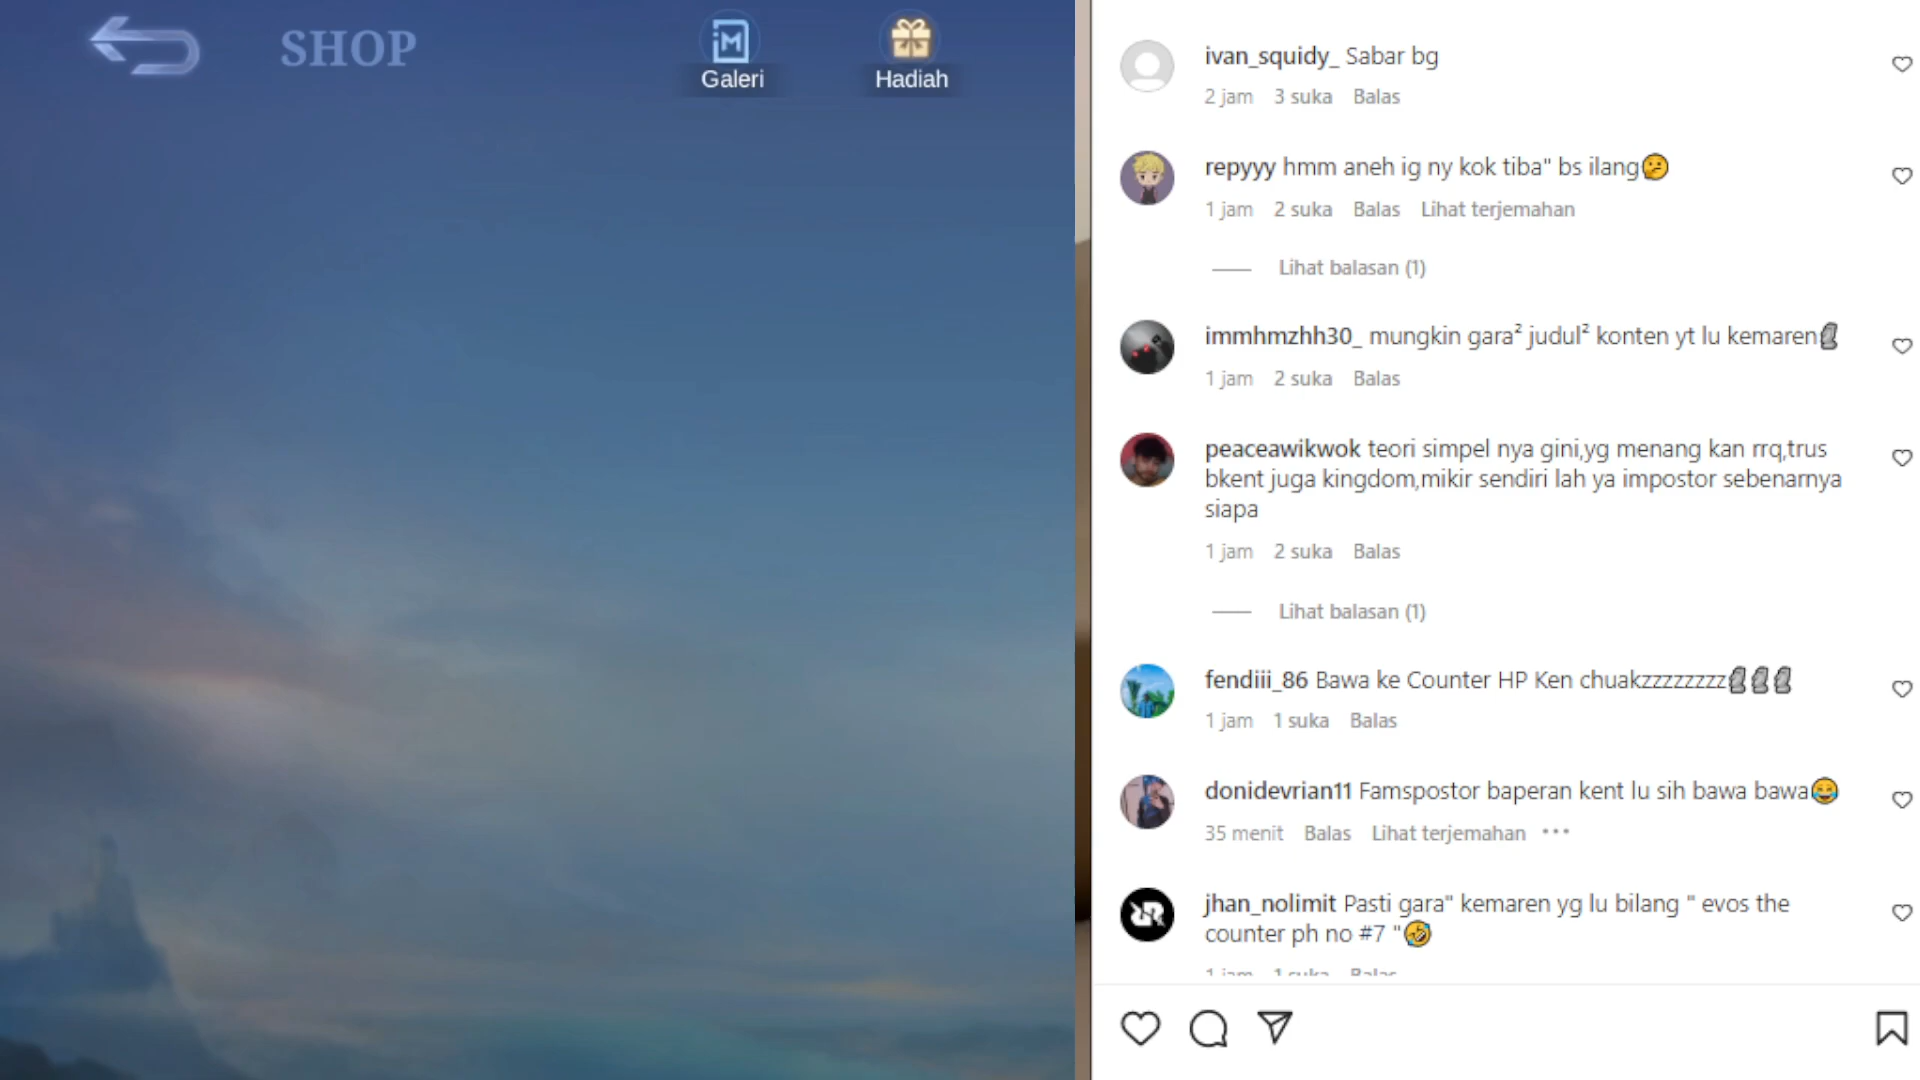 SHOP
Galeri
Hadiah
ivan_squidy_ Sabar bg
2 jam 3 suka Balas
repyyy hmm aneh ig ny kok tiba" bs ilang🫤
1 jam 2 suka Balas Lihat terjemahan
Lihat balasan (1)
immhmzhh30_ mungkin gara² judul² konten yt lu kemaren🗿
1 jam 2 suka Balas
peaceawikwok teori simpel nya gini,yg menang kan rrq,trus
bkent juga kingdom,mikir sendiri lah ya impostor sebenarnya
siapa
1 jam 2 suka Balas
Lihat balasan (1)
fendiii_86 Bawa ke Counter HP Ken chuakzzzzzzzz🗿🗿🗿
1 jam 1 suka Balas
donidevrian11 Famspostor baperan kent lu sih bawa bawa😂
35 menit Balas Lihat terjemahan
jhan_nolimit Pasti gara" kemaren yg lu bilang " evos the
counter ph no #7 "🤣
1 jam 1 suka Balas